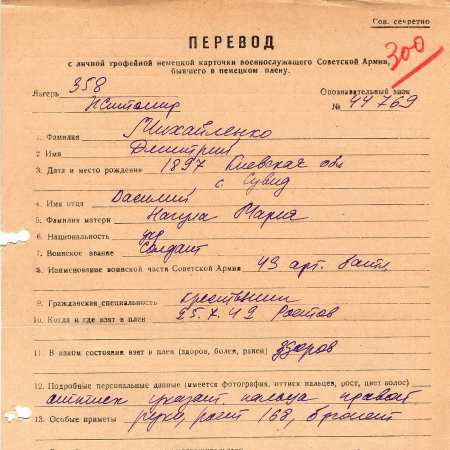 Сов. секретно
ПЕРЕВОД
300
с личной трофейной немецкой карточки военнослужащего Советской Армии,
бывшего в немецком плену.
Лагерь 358 Опознавательный знак
Житомир № 44769
1. Фамилия Михайленко
2 Имя Дмитрий
3. Дата и место рождения 1897 Киевская обл
с. Сувид
4. Имя отца Василий
5. Фамилия матери Нагула Мария
6. Национальность укр
7. Воинское звание Солдат
8. Наименование воинской части Советской Армии 43 арт. бат.
9. Гражданская специальность крестьянин
10. Когда и где взят в плен 25.7.42 Ростов
11. В каком состоянии взят в плен (здоров, болен, ранен) здоров
12. Подробные персональные данные (имеется фотография, оттиск пальцев, рост, цвет волос)
оттиск указат пальца правой
13. Особые приметы руки, рост 168, брюнет